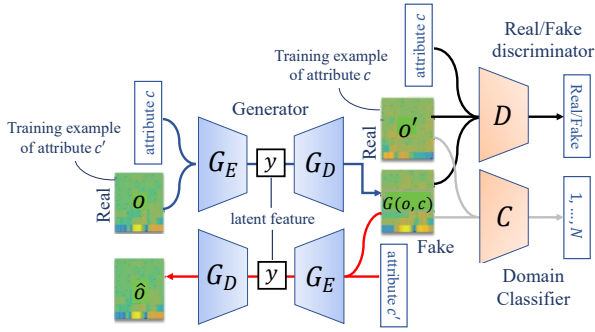 Training example
of attribute c
attribute c
Real/Fake
discriminator
Generator
Training example
of attribute c'
attribute c
G_E
y
G_D
Real
o'
D
Real/Fake
Real
o
latent feature
G(o, c)
Fake
C
1, ..., N
ô
G_D
y
G_E
attribute c'
Domain
Classifier